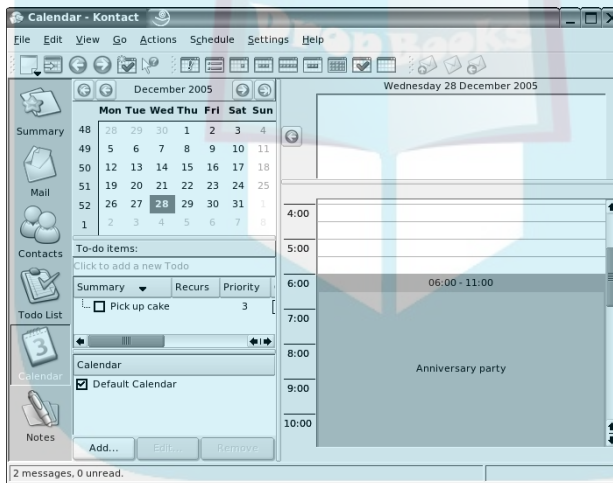 Calendar - Kontact
File Edit View Go Actions Schedule Settings Help
DropBooks
Summary
Mail
Contacts
Todo List
Calendar
Notes
December 2005
Mon Tue Wed Thu Fri Sat Sun
48 28 29 30 1 2 3 4
49 5 6 7 8 9 10 11
50 12 13 14 15 16 17 18
51 19 20 21 22 23 24 25
52 26 27 28 29 30 31 1
1 2 3 4 5 6 7 8
To-do items:
Click to add a new Todo
Summary Recurs Priority
Pick up cake 3
Calendar
Default Calendar
Add... Edit... Remove
Wednesday 28 December 2005
4:00
5:00
6:00 06:00 - 11:00
7:00
8:00
Anniversary party
9:00
10:00
2 messages, 0 unread.